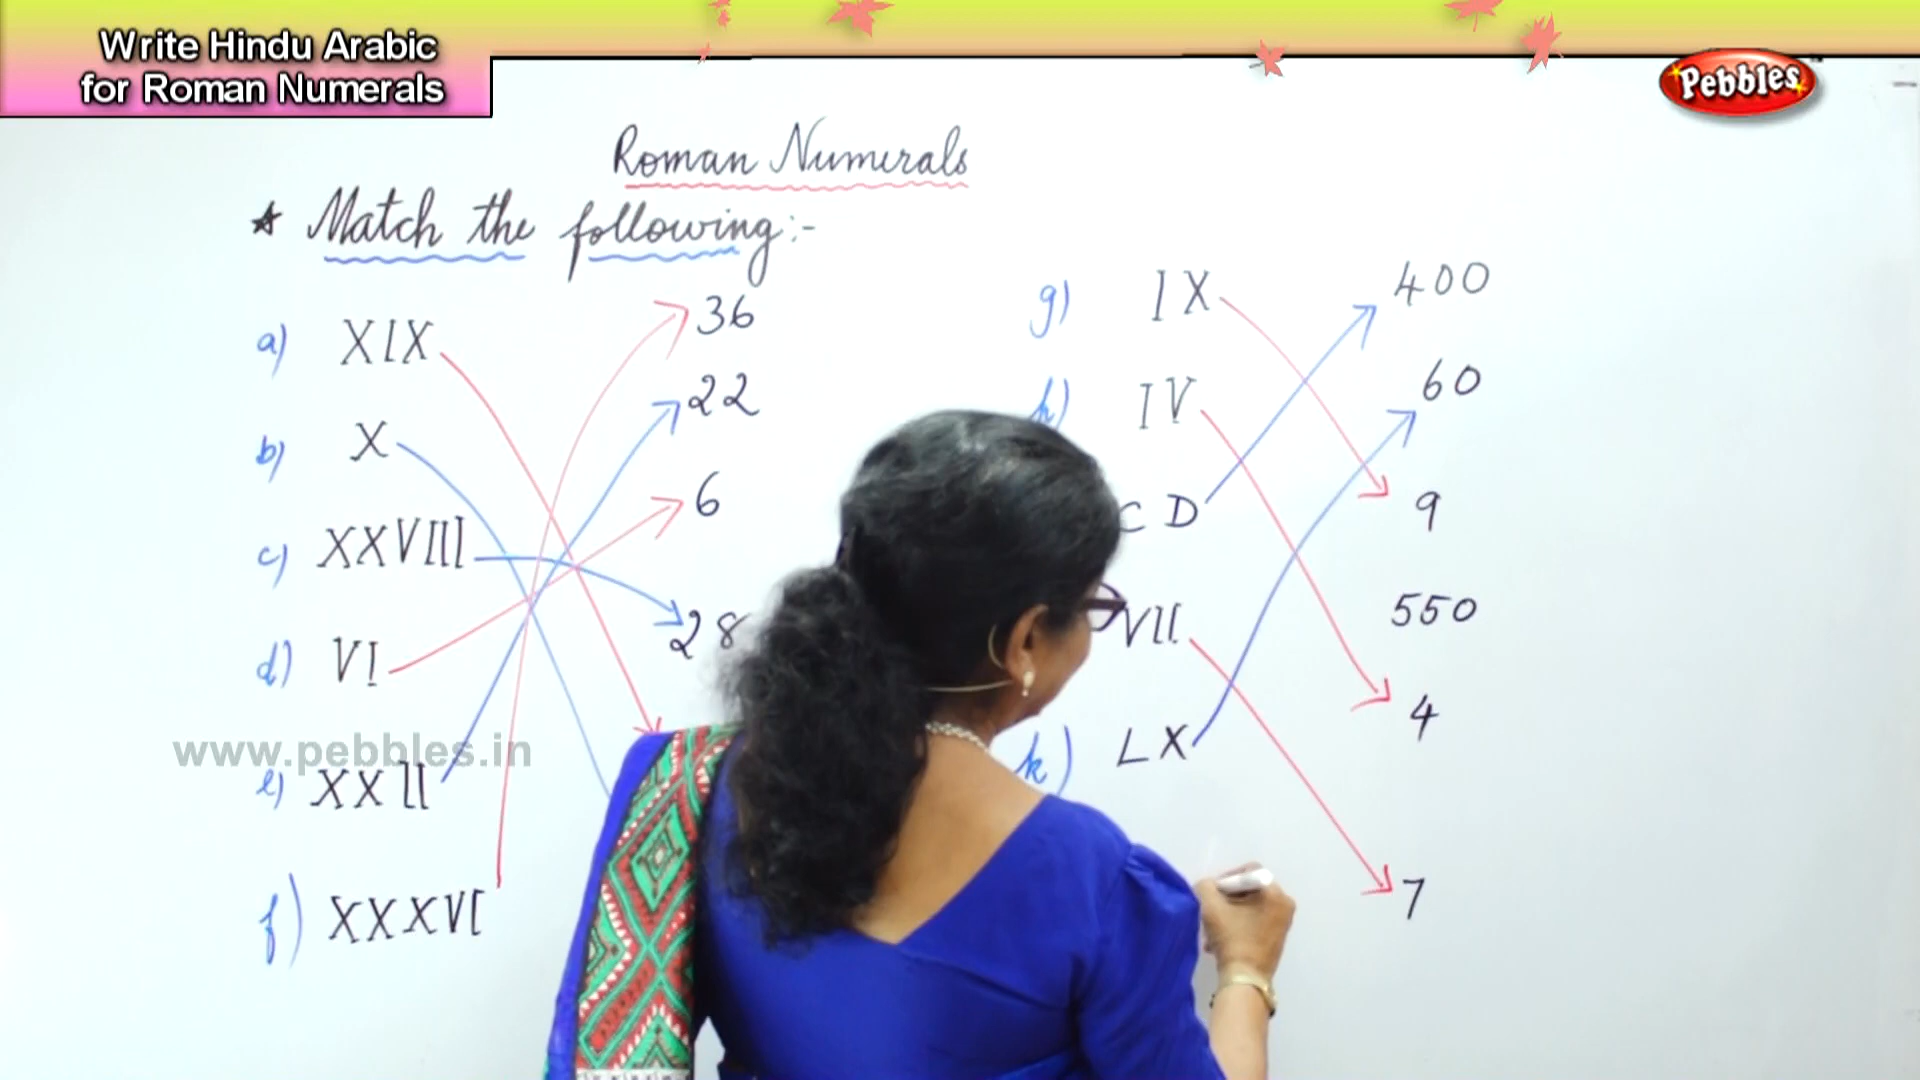 Write Hindu Arabic
for Roman Numerals
Pebbles
Roman Numerals
★ Match the following:-
a) XIX 36
b) X 22
c) XXVIII 6
d) VI 28
e) XXII
f) XXXVI
g) IX 400
h) IV 60
CD 9
VII 550
k) LX 4
7
www.pebbles.in